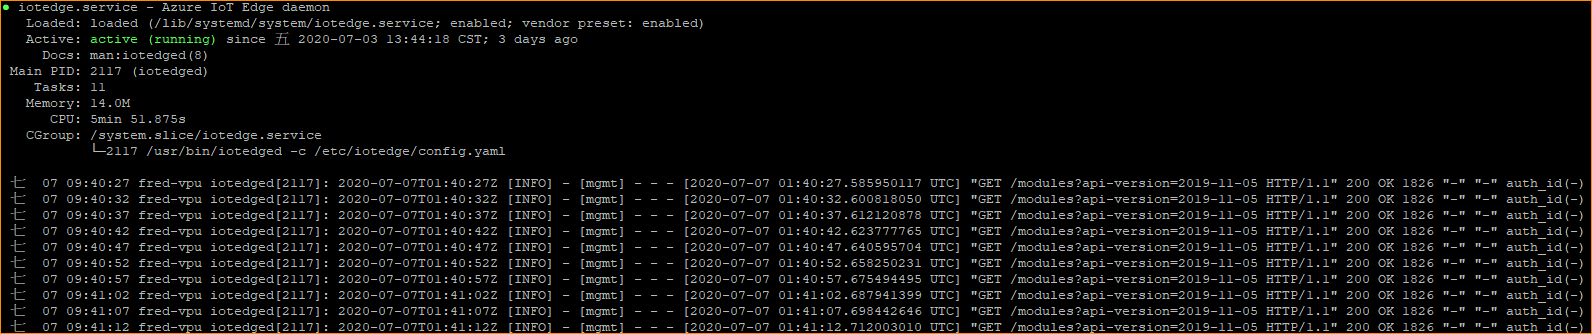 ● iotedge.service - Azure IoT Edge daemon
Loaded: loaded (/lib/systemd/system/iotedge.service; enabled; vendor preset: enabled)
Active: active (running) since 五 2020-07-03 13:44:18 CST; 3 days ago
Docs: man:iotedged(8)
Main PID: 2117 (iotedged)
Tasks: 11
Memory: 14.0M
CPU: 5min 51.875s
CGroup: /system.slice/iotedge.service
└─2117 /usr/bin/iotedged -c /etc/iotedge/config.yaml
七 07 09:40:27 fred-vpu iotedged[2117]: 2020-07-07T01:40:27Z [INFO] - [mgmt] - - - [2020-07-07 01:40:27.585950117 UTC] "GET /modules?api-version=2019-11-05 HTTP/1.1" 200 OK 1826 "-" "-" auth_id(-)
七 07 09:40:32 fred-vpu iotedged[2117]: 2020-07-07T01:40:32Z [INFO] - [mgmt] - - - [2020-07-07 01:40:32.600818050 UTC] "GET /modules?api-version=2019-11-05 HTTP/1.1" 200 OK 1826 "-" "-" auth_id(-)
七 07 09:40:37 fred-vpu iotedged[2117]: 2020-07-07T01:40:37Z [INFO] - [mgmt] - - - [2020-07-07 01:40:37.612120878 UTC] "GET /modules?api-version=2019-11-05 HTTP/1.1" 200 OK 1826 "-" "-" auth_id(-)
七 07 09:40:42 fred-vpu iotedged[2117]: 2020-07-07T01:40:42Z [INFO] - [mgmt] - - - [2020-07-07 01:40:42.623777765 UTC] "GET /modules?api-version=2019-11-05 HTTP/1.1" 200 OK 1826 "-" "-" auth_id(-)
七 07 09:40:47 fred-vpu iotedged[2117]: 2020-07-07T01:40:47Z [INFO] - [mgmt] - - - [2020-07-07 01:40:47.640595704 UTC] "GET /modules?api-version=2019-11-05 HTTP/1.1" 200 OK 1826 "-" "-" auth_id(-)
七 07 09:40:52 fred-vpu iotedged[2117]: 2020-07-07T01:40:52Z [INFO] - [mgmt] - - - [2020-07-07 01:40:52.658250231 UTC] "GET /modules?api-version=2019-11-05 HTTP/1.1" 200 OK 1826 "-" "-" auth_id(-)
七 07 09:40:57 fred-vpu iotedged[2117]: 2020-07-07T01:40:57Z [INFO] - [mgmt] - - - [2020-07-07 01:40:57.675494495 UTC] "GET /modules?api-version=2019-11-05 HTTP/1.1" 200 OK 1826 "-" "-" auth_id(-)
七 07 09:41:02 fred-vpu iotedged[2117]: 2020-07-07T01:41:02Z [INFO] - [mgmt] - - - [2020-07-07 01:41:02.687941399 UTC] "GET /modules?api-version=2019-11-05 HTTP/1.1" 200 OK 1826 "-" "-" auth_id(-)
七 07 09:41:07 fred-vpu iotedged[2117]: 2020-07-07T01:41:07Z [INFO] - [mgmt] - - - [2020-07-07 01:41:07.698442646 UTC] "GET /modules?api-version=2019-11-05 HTTP/1.1" 200 OK 1826 "-" "-" auth_id(-)
七 07 09:41:12 fred-vpu iotedged[2117]: 2020-07-07T01:41:12Z [INFO] - [mgmt] - - - [2020-07-07 01:41:12.712003010 UTC] "GET /modules?api-version=2019-11-05 HTTP/1.1" 200 OK 1826 "-" "-" auth_id(-)